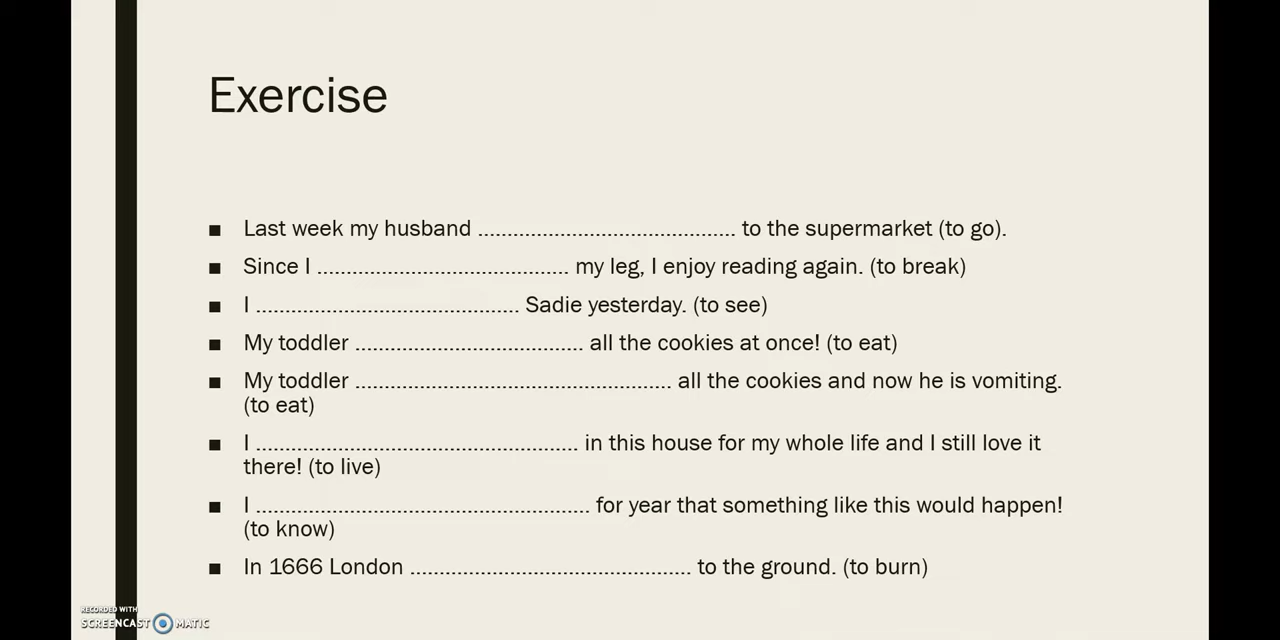 Exercise
■ Last week my husband ........................................... to the supermarket (to go).
■ Since I .......................................... my leg, I enjoy reading again. (to break)
■ I ............................................ Sadie yesterday. (to see)
■ My toddler ...................................... all the cookies at once! (to eat)
■ My toddler ..................................................... all the cookies and now he is vomiting.
(to eat)
■ I ...................................................... in this house for my whole life and I still love it
there! (to live)
■ I ........................................................ for year that something like this would happen!
(to know)
■ In 1666 London ............................................... to the ground. (to burn)
RECORDED WITH
SCREENCAST MATIC